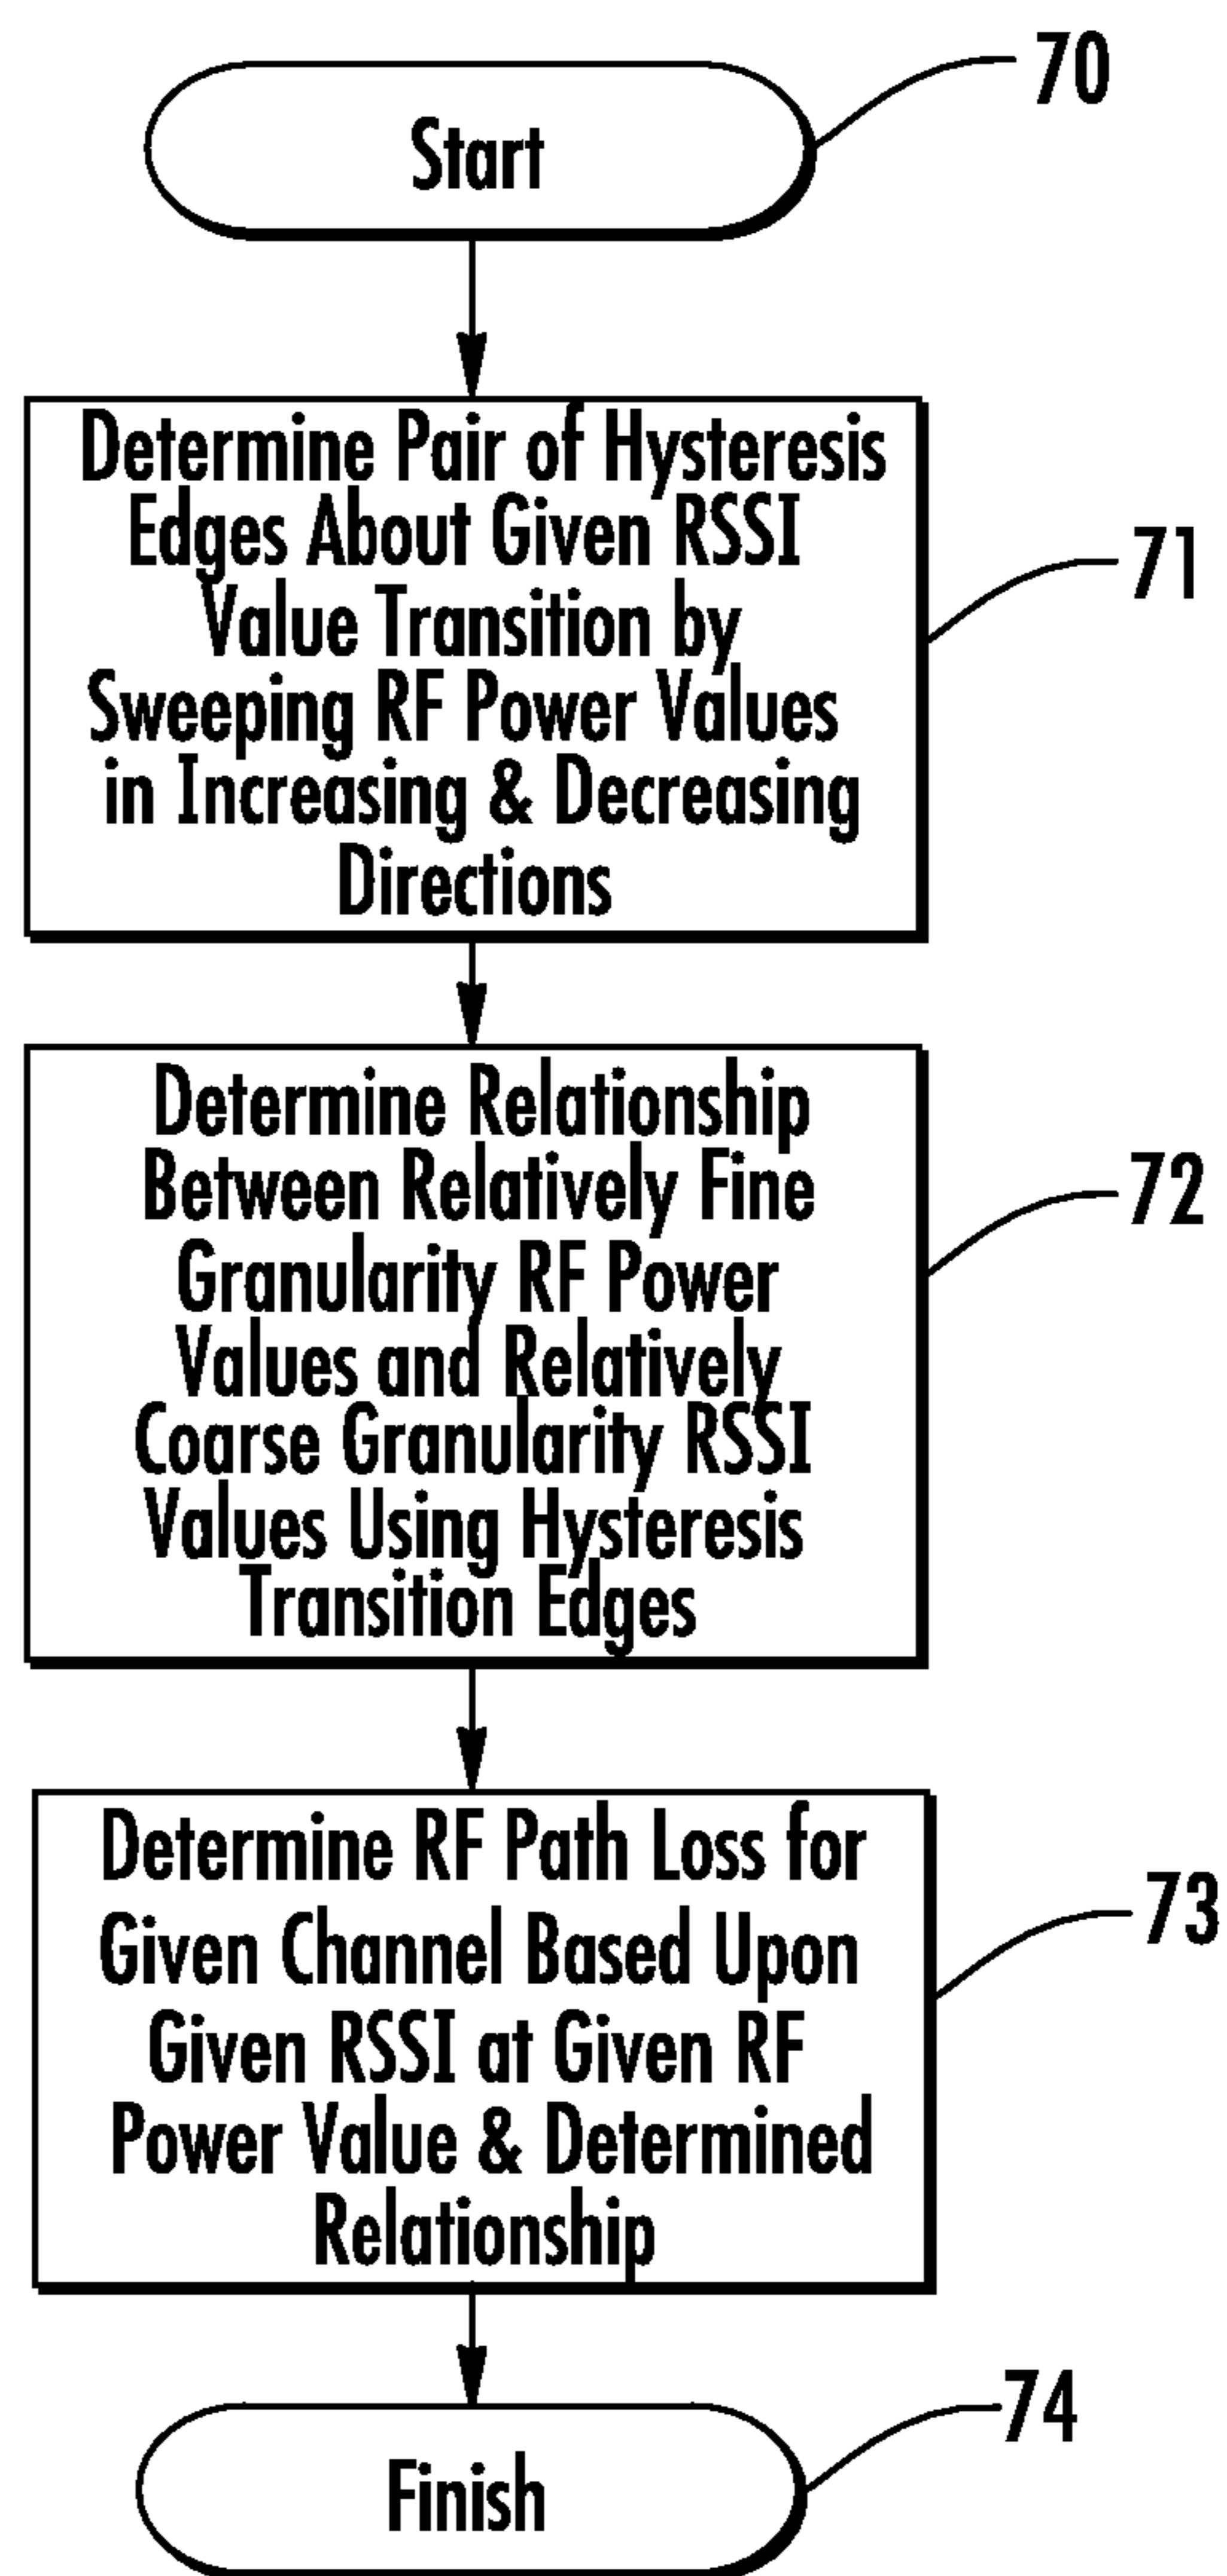 70
Start
Determine Pair of Hysteresis
Edges About Given RSSI
Value Transition by
Sweeping RF Power Values
in Increasing & Decreasing
Directions
71
Determine Relationship
Between Relatively Fine
Granularity RF Power
Values and Relatively
Coarse Granularity RSSI
Values Using Hysteresis
Transition Edges
72
Determine RF Path Loss for
Given Channel Based Upon
Given RSSI at Given RF
Power Value & Determined
Relationship
73
74
Finish